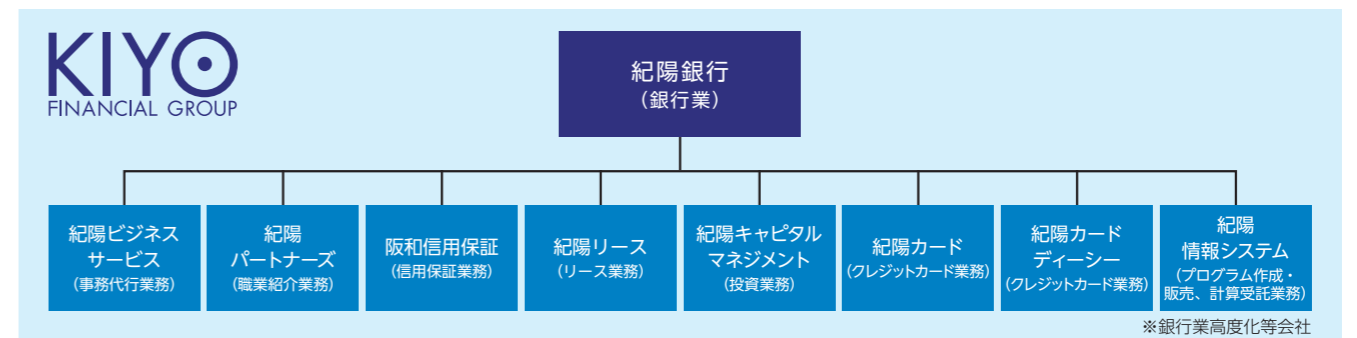 KIYO
FINANCIAL GROUP
紀陽銀行
（銀行業）
紀陽ビジネス
サービス
（事務代行業務）
紀陽
パートナーズ
（職業紹介業務）
阪和信用保証
（信用保証業務）
紀陽リース
（リース業務）
紀陽キャピタル
マネジメント
（投資業務）
紀陽カード
（クレジットカード業務）
紀陽カード
ディーシー
（クレジットカード業務）
紀陽
情報システム
（プログラム作成・
販売、計算受託業務）
※銀行業高度化等会社